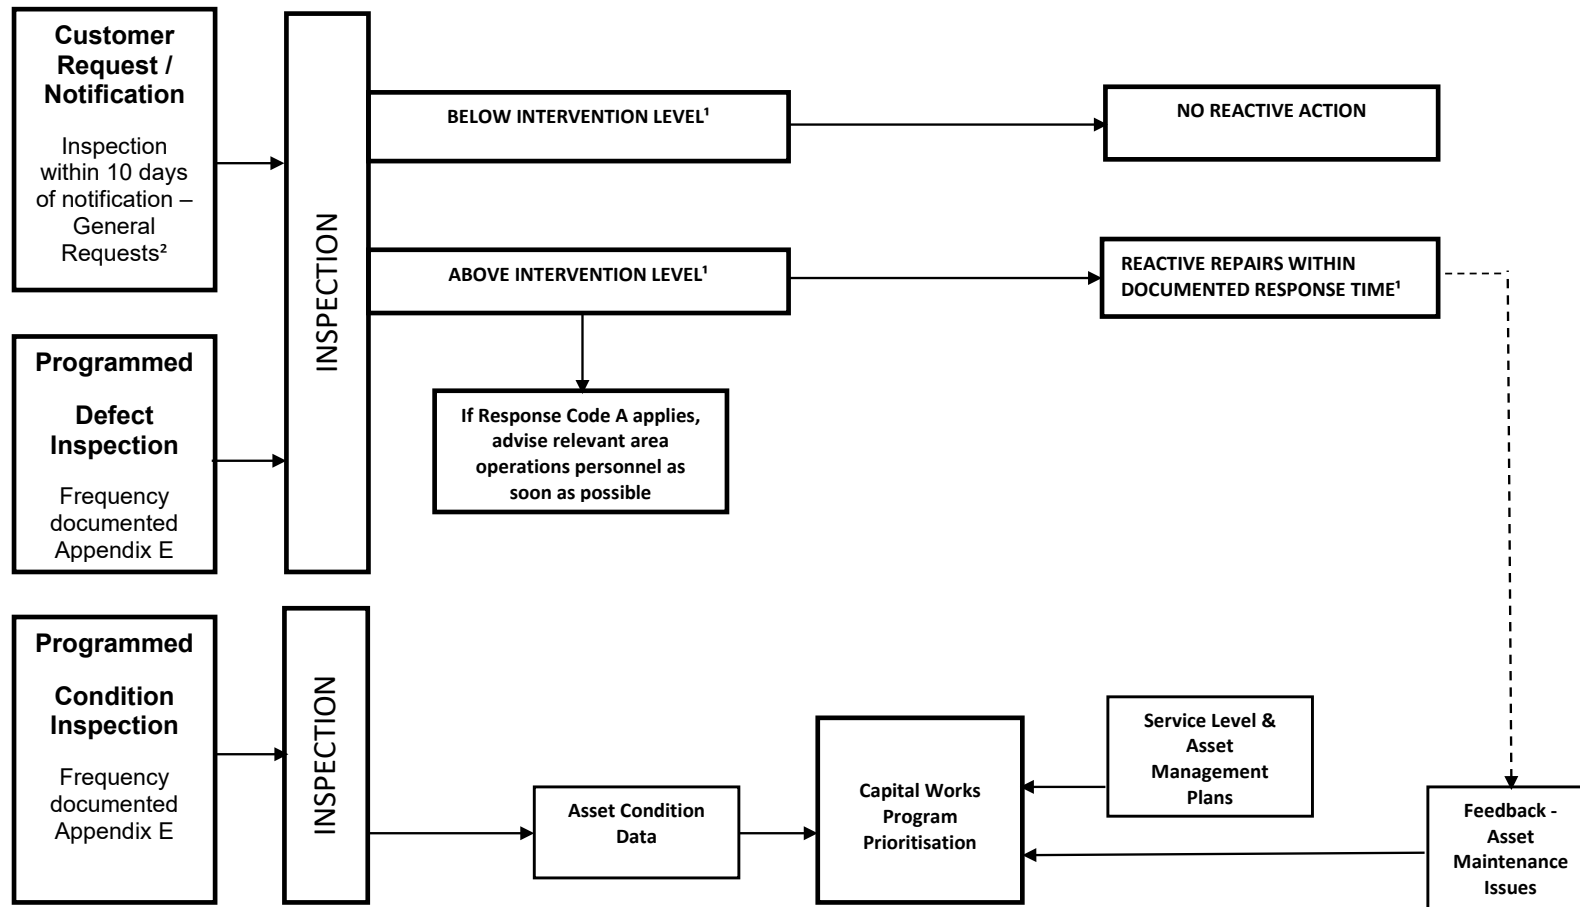 Customer
Request /
Notification
Inspection
within 10 days
of notification –
General
Requests²
INSPECTION
BELOW INTERVENTION LEVEL¹
NO REACTIVE ACTION
ABOVE INTERVENTION LEVEL¹
REACTIVE REPAIRS WITHIN
DOCUMENTED RESPONSE TIME¹
If Response Code A applies,
advise relevant area
operations personnel as
soon as possible
Programmed
Defect
Inspection
Frequency
documented
Appendix E
Programmed
Condition
Inspection
Frequency
documented
Appendix E
INSPECTION
Asset Condition
Data
Capital Works
Program
Prioritisation
Service Level &
Asset
Management
Plans
Feedback -
Asset
Maintenance
Issues